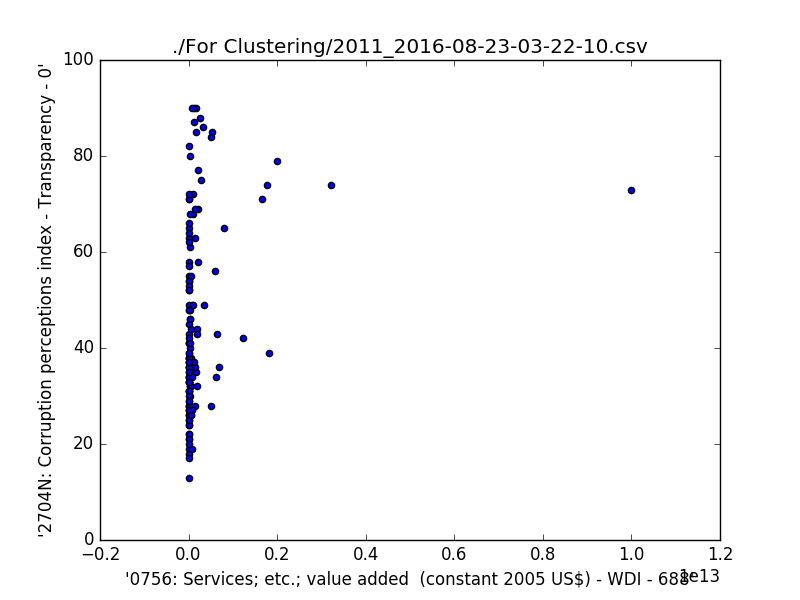 ./For Clustering/2011_2016-08-23-03-22-10.csv
'2704N: Corruption perceptions index - Transparency - 0'
100
80
60
40
20
0
−0.2 0.0 0.2 0.4 0.6 0.8 1.0 1.2
1e13
'0756: Services; etc.; value added (constant 2005 US$) - WDI - 688'